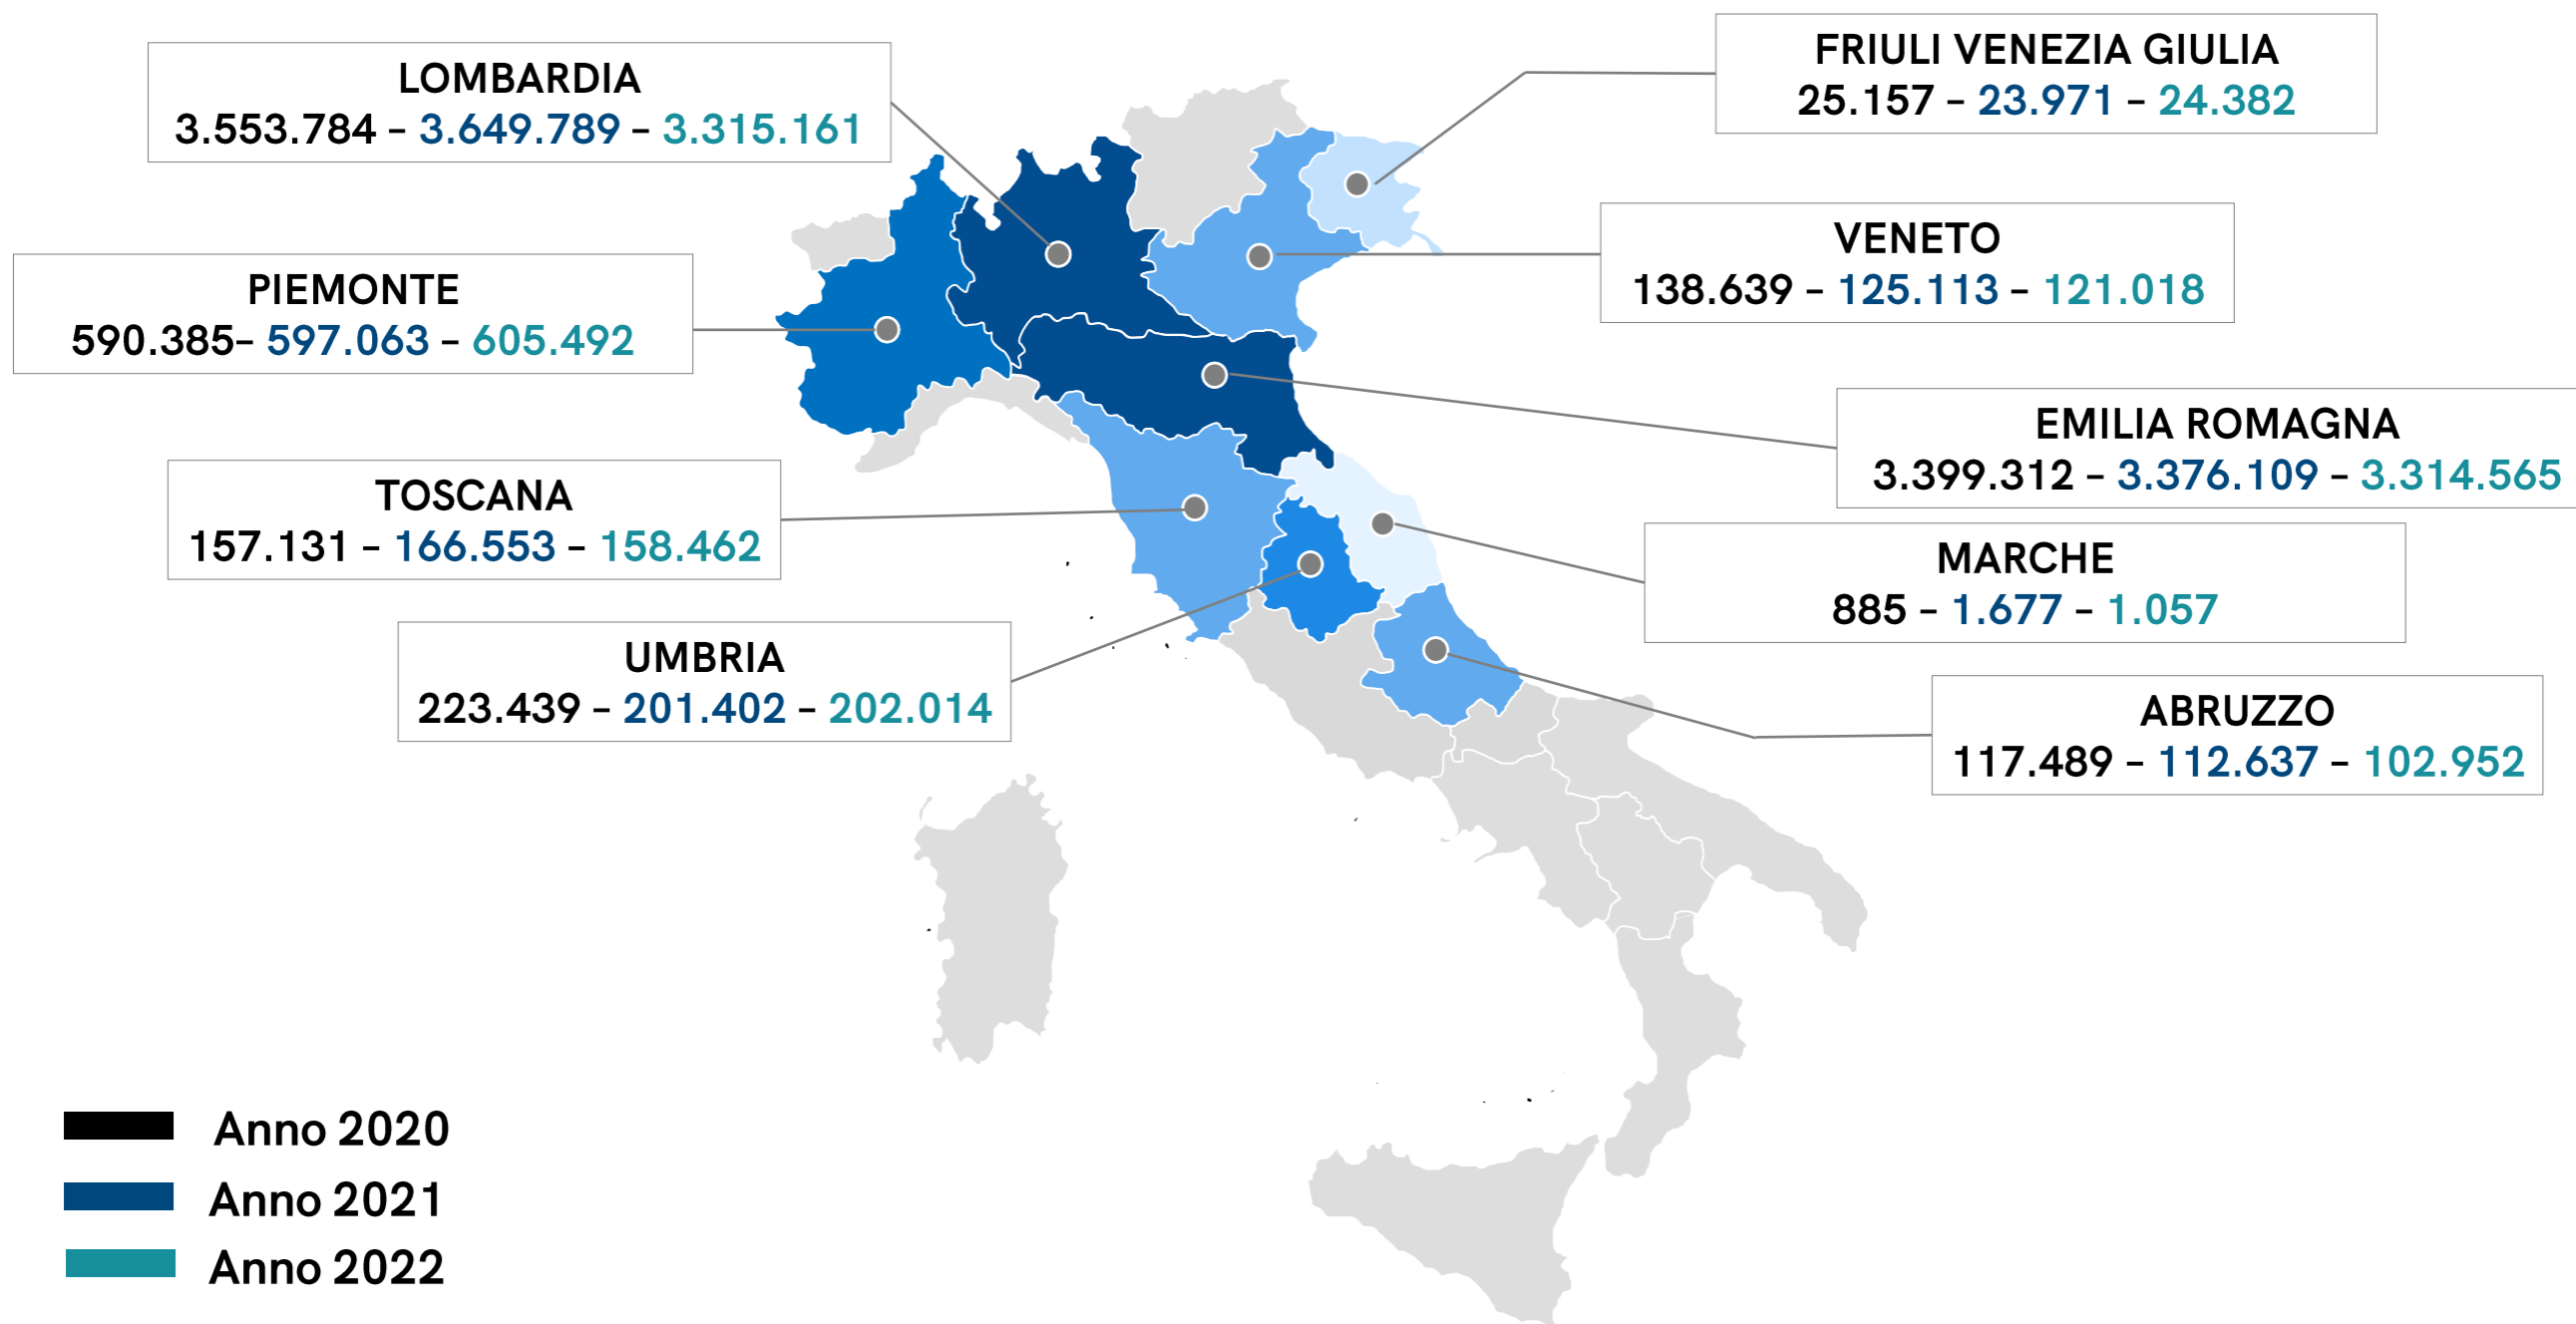 LOMBARDIA
3.553.784 – 3.649.789 – 3.315.161
FRIULI VENEZIA GIULIA
25.157 – 23.971 – 24.382
VENETO
138.639 – 125.113 – 121.018
PIEMONTE
590.385– 597.063 – 605.492
EMILIA ROMAGNA
3.399.312 – 3.376.109 – 3.314.565
TOSCANA
157.131 – 166.553 – 158.462
MARCHE
885 – 1.677 – 1.057
UMBRIA
223.439 – 201.402 – 202.014
ABRUZZO
117.489 – 112.637 – 102.952
Anno 2020
Anno 2021
Anno 2022